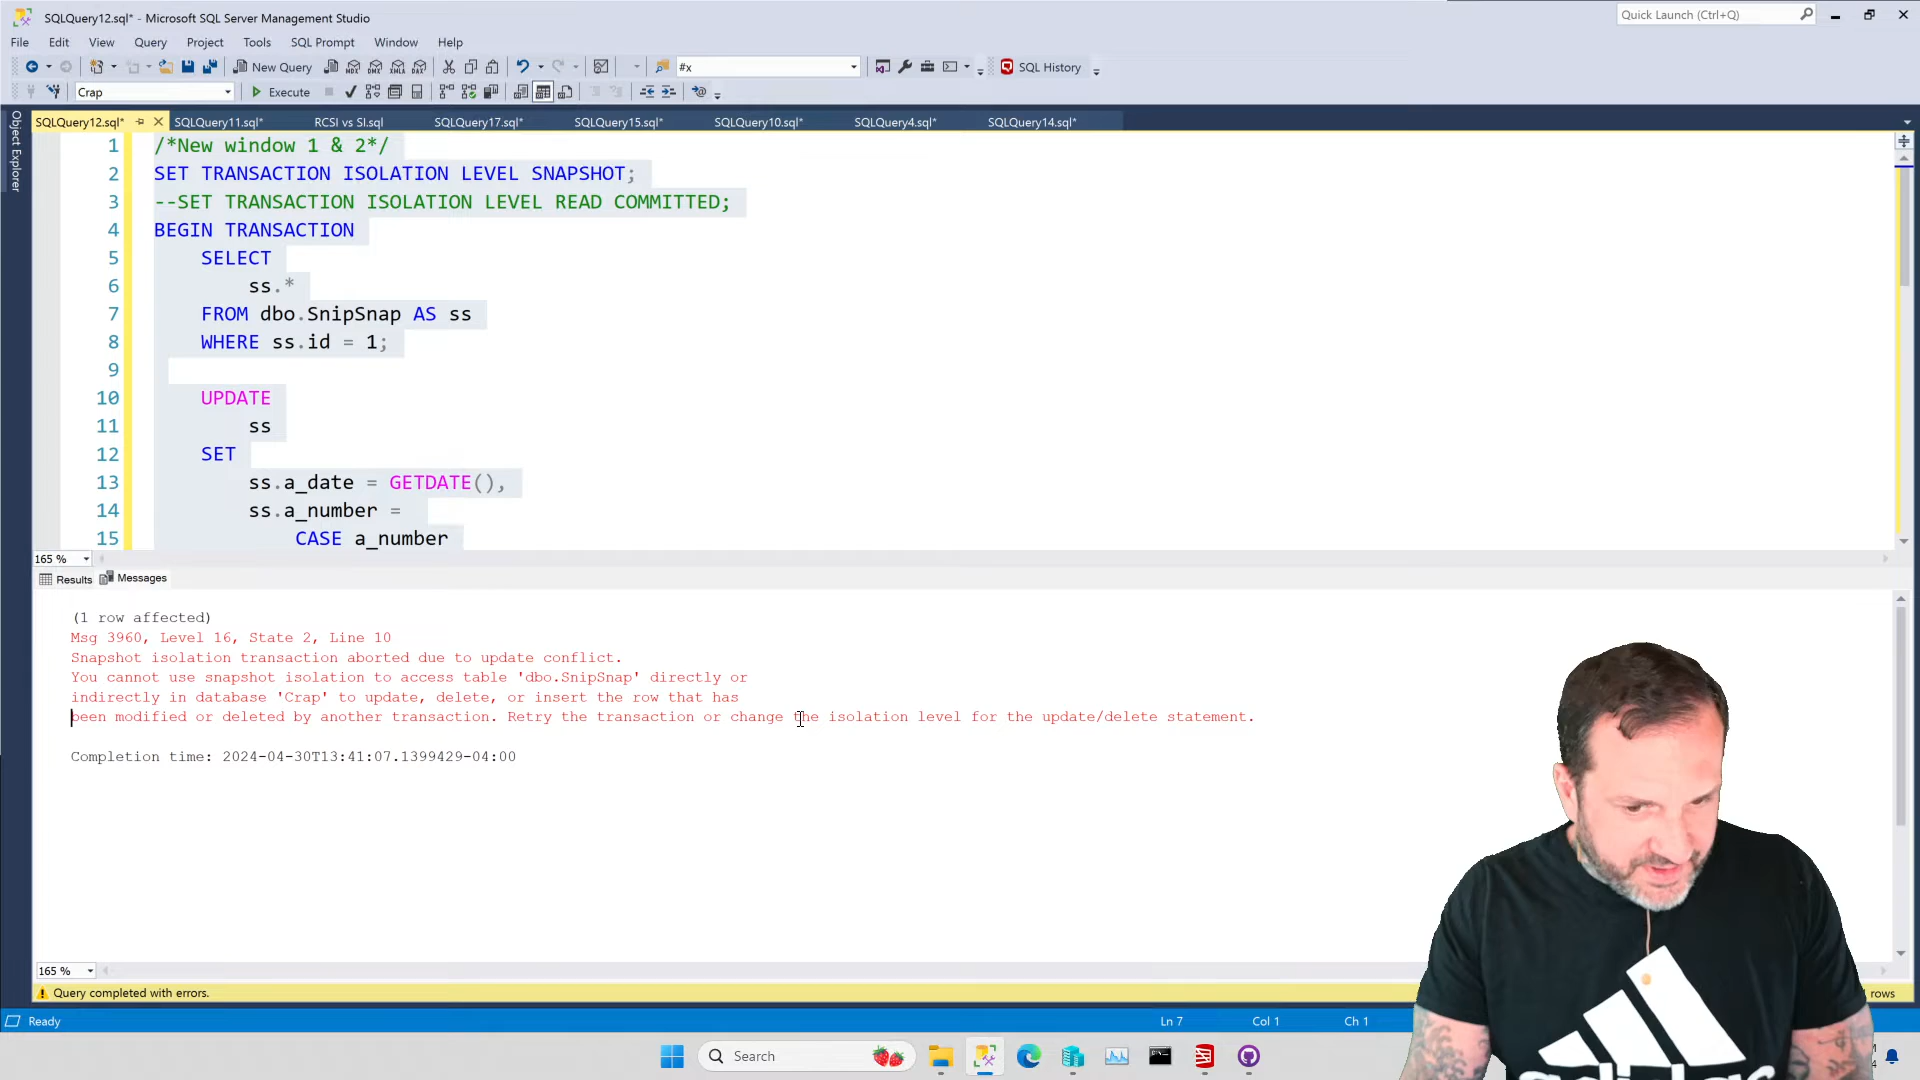 SQLQuery12.sql* - Microsoft SQL Server Management Studio
Quick Launch (Ctrl+Q)
File Edit View Query Project Tools SQL Prompt Window Help
New Query
MDX DMX XMLA DAX
#x
SQL History
Crap
Execute
SQLQuery12.sql* SQLQuery11.sql* RCSI vs SI.sql SQLQuery17.sql* SQLQuery15.sql* SQLQuery10.sql* SQLQuery4.sql* SQLQuery14.sql*
Object Explorer
1 /*New window 1 & 2*/
2 SET TRANSACTION ISOLATION LEVEL SNAPSHOT;
3 --SET TRANSACTION ISOLATION LEVEL READ COMMITTED;
4 BEGIN TRANSACTION
5 SELECT
6 ss.*
7 FROM dbo.SnipSnap AS ss
8 WHERE ss.id = 1;
9
10 UPDATE
11 ss
12 SET
13 ss.a_date = GETDATE(),
14 ss.a_number =
15 CASE a_number
165 %
Results Messages
(1 row affected)
Msg 3960, Level 16, State 2, Line 10
Snapshot isolation transaction aborted due to update conflict.
You cannot use snapshot isolation to access table 'dbo.SnipSnap' directly or
indirectly in database 'Crap' to update, delete, or insert the row that has
been modified or deleted by another transaction. Retry the transaction or change the isolation level for the update/delete statement.
Completion time: 2024-04-30T13:41:07.1399429-04:00
165 %
Query completed with errors.
rows
Ready
Ln 7 Col 1 Ch 1
Search